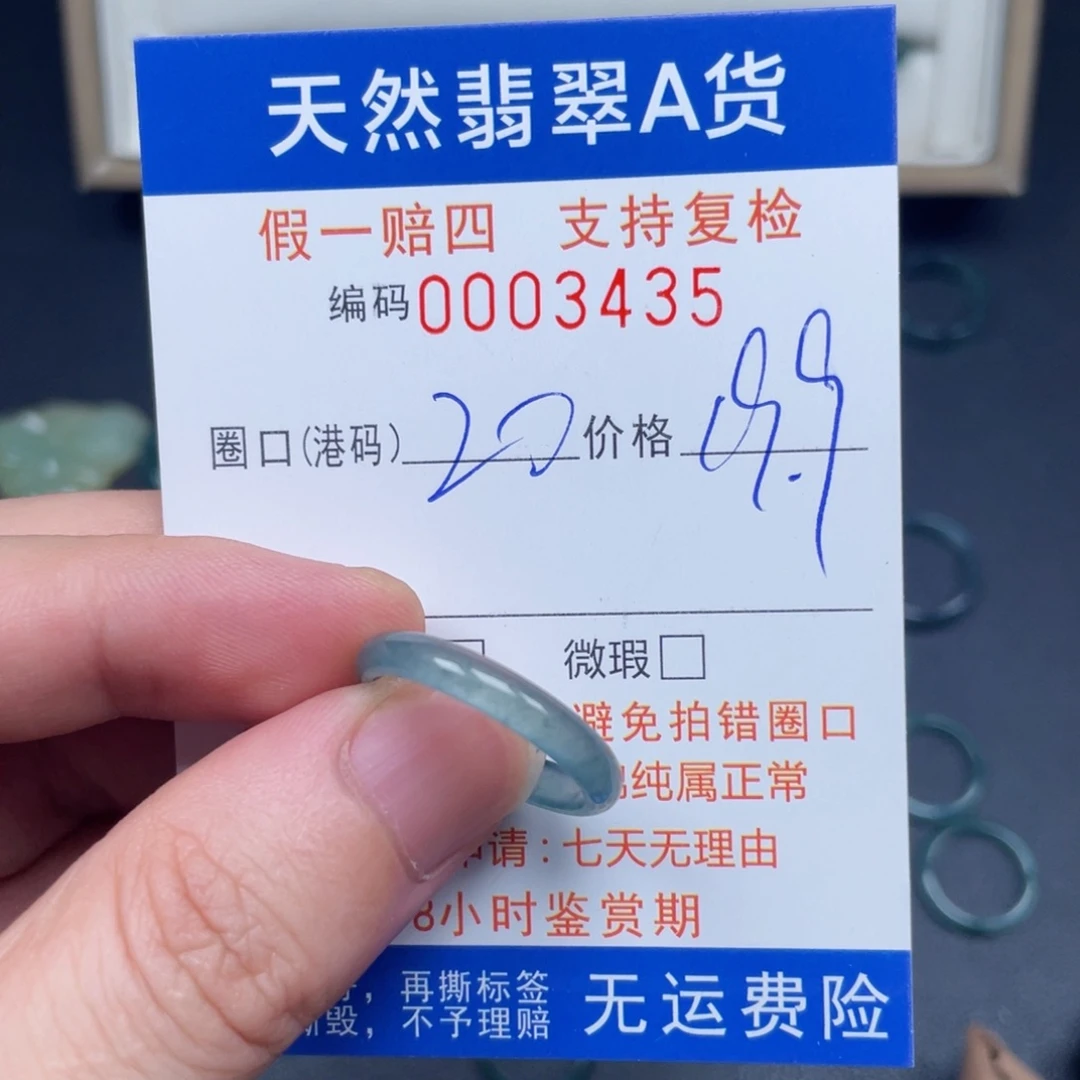 天然翡翠A货
假一赔四 支持复检
编码0003435
圈口(港码) 20 价格 9.9
微瑕
避免拍错圈口
纯属正常
请:七天无理由
8小时鉴赏期
,再撕标签
毁,不予理赔
无运费险